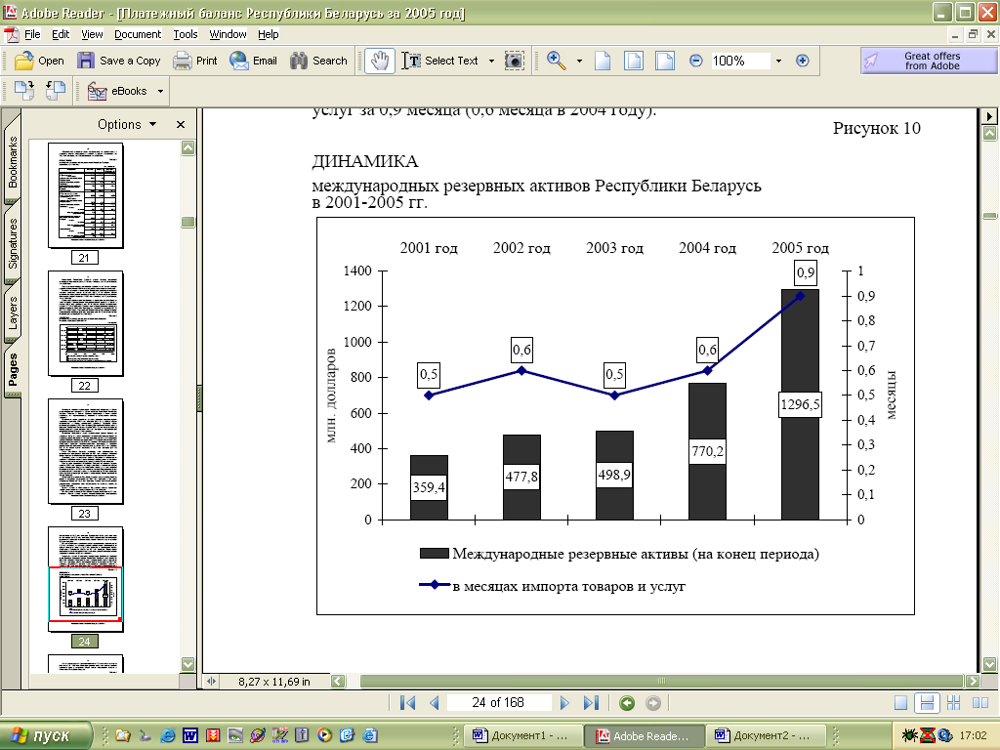 Adobe Reader - [Платежный баланс Республики Беларусь за 2005 год]
File Edit View Document Tools Window Help
Open Save a Copy Print Email Search Select Text 100% Great offers
from Adobe
eBooks
Options
Bookmarks
Signatures
Layers
Pages
21
22
23
24
услуг за 0,9 месяца (0,6 месяца в 2004 году).
Рисунок 10
ДИНАМИКА
международных резервных активов Республики Беларусь
в 2001-2005 гг.
2001 год 2002 год 2003 год 2004 год 2005 год
1400
1200
1000
800
600
400
200
0
млн. долларов
0,5
0,6
0,5
0,6
0,9
359,4
477,8
498,9
770,2
1296,5
1
0,9
0,8
0,7
0,6
0,5
0,4
0,3
0,2
0,1
0
месяцы
Международные резервные активы (на конец периода)
в месяцах импорта товаров и услуг
8,27 x 11,69 in
24 of 168
пуск Документ1 - ... Adobe Reade... Документ2 - ... 17:02